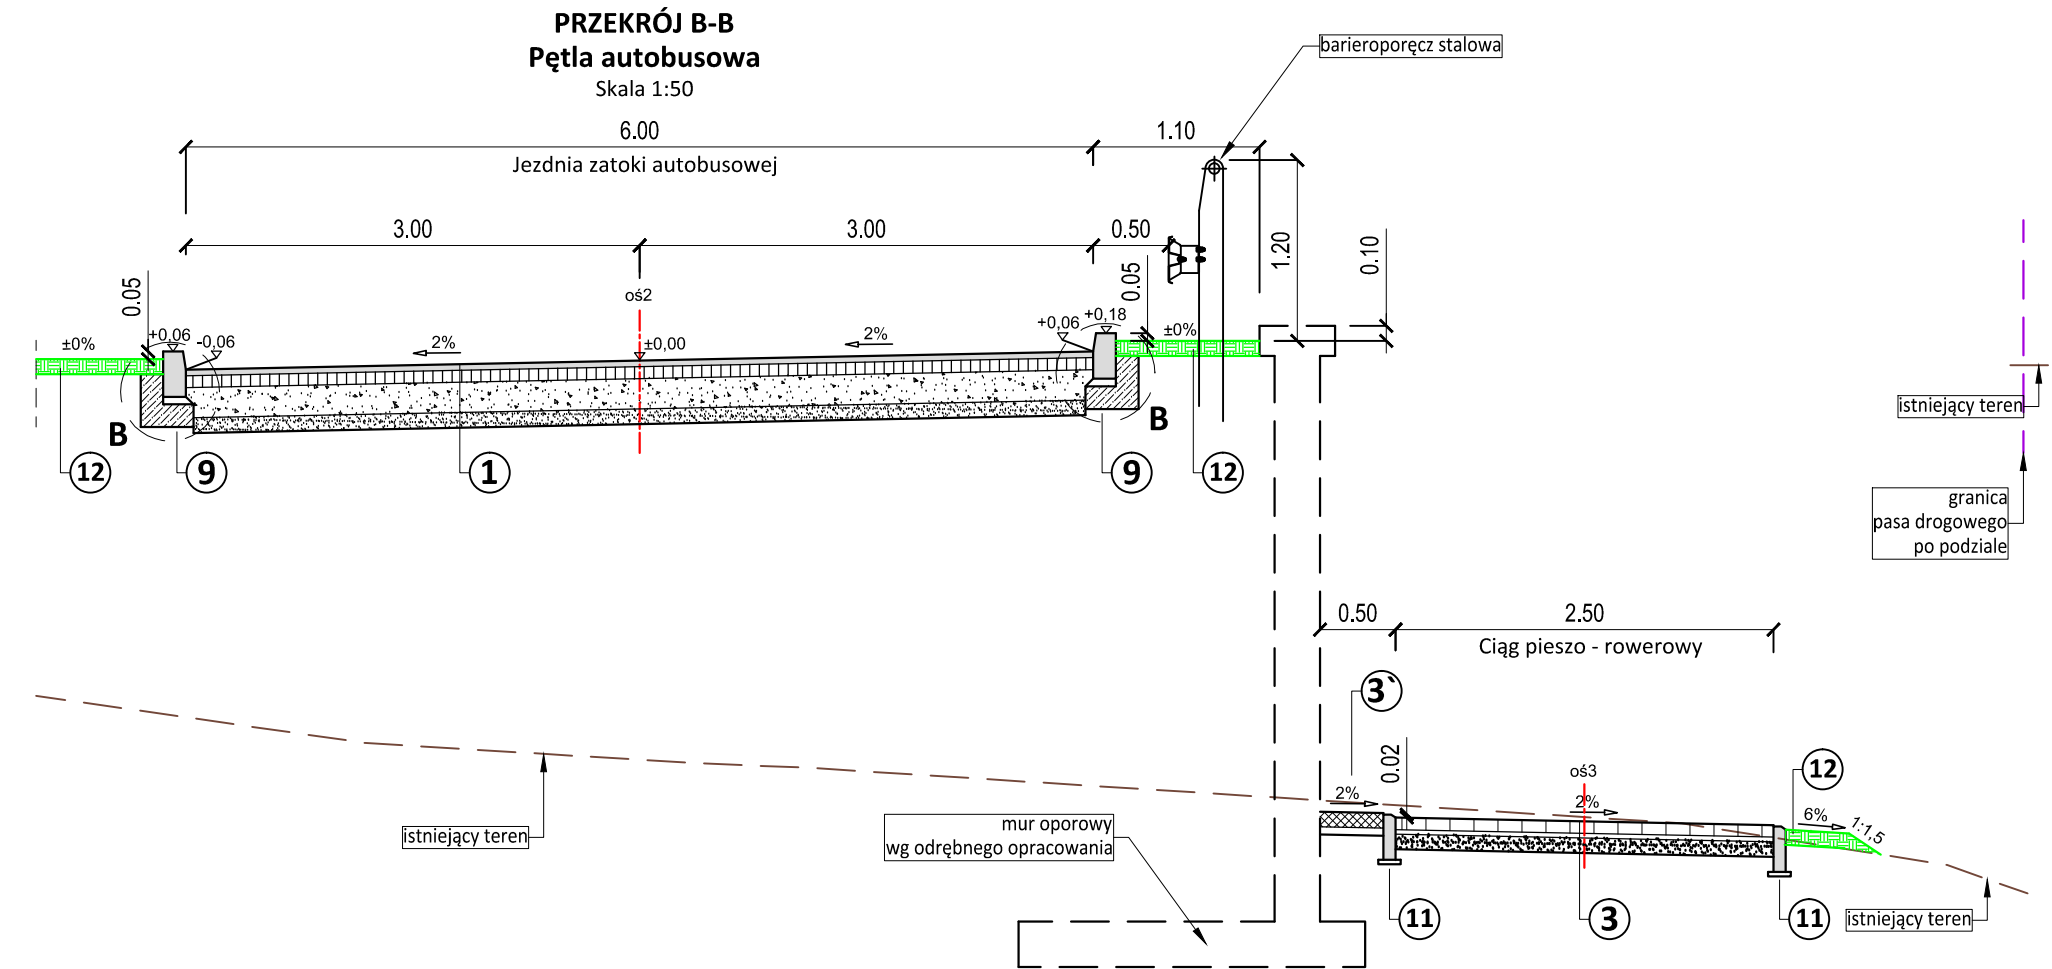 PRZEKRÓJ B-B
Pętla autobusowa
Skala 1:50
barieroporęcz stalowa
6.00
1.10
Jezdnia zatoki autobusowej
3.00
3.00
0.50
1.20
0.10
0.05
0.05
oś2
±0%
+0,06
-0,06
2%
±0,00
2%
+0,06
+0,18
±0%
B
B
12
9
1
9
12
istniejący teren
granica
pasa drogowego
po podziale
0.50
2.50
Ciąg pieszo - rowerowy
3`
0.02
oś3
12
2%
2%
6%
1:1,5
istniejący teren
mur oporowy
wg odrębnego opracowania
11
3
11
istniejący teren